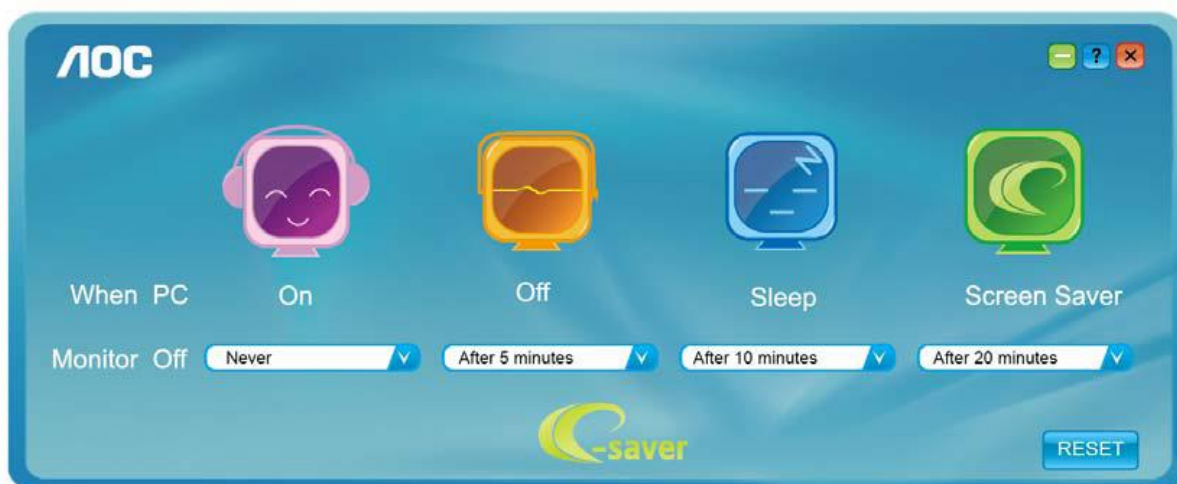 AOC
?
When PC On Off Sleep Screen Saver
Monitor Off Never After 5 minutes After 10 minutes After 20 minutes
e-saver
RESET